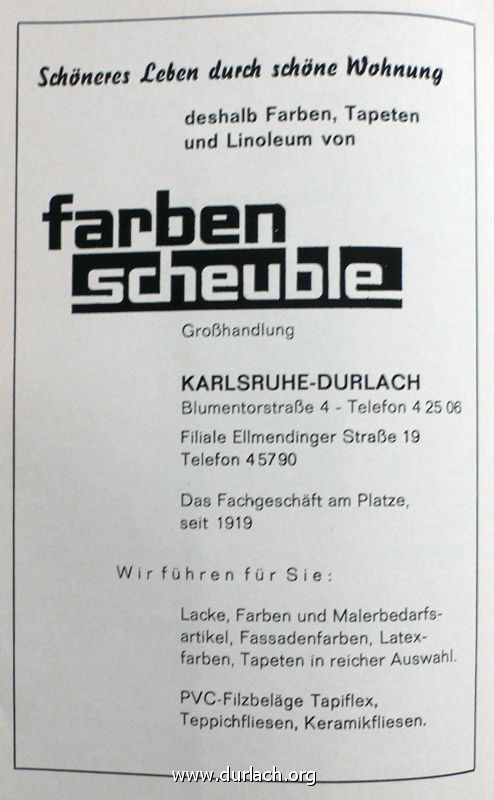 Schöneres Leben durch schöne Wohnung
deshalb Farben, Tapeten
und Linoleum von
farben
scheuble
Großhandlung
KARLSRUHE-DURLACH
Blumentorstraße 4 - Telefon 4 25 06
Filiale Ellmendinger Straße 19
Telefon 4 57 90
Das Fachgeschäft am Platze,
seit 1919
Wir führen für Sie:
Lacke, Farben und Malerbedarfs-
artikel, Fassadenfarben, Latex-
farben, Tapeten in reicher Auswahl.
PVC-Filzbeläge Tapiflex,
Teppichfliesen, Keramikfliesen.
www.durlach.org